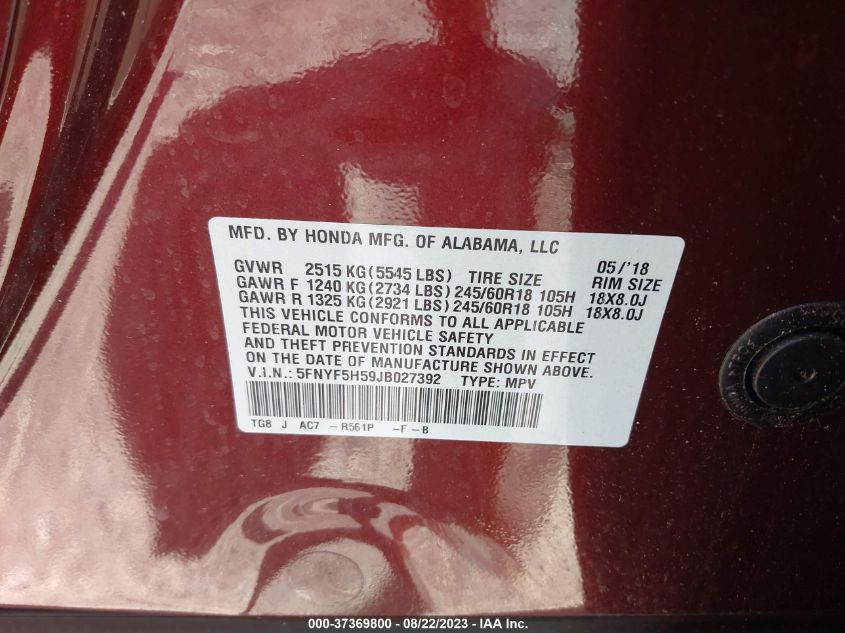 MFD. BY HONDA MFG. OF ALABAMA, LLC
GVWR 2515 KG(5545 LBS) TIRE SIZE 05/'18 RIM SIZE
GAWR F 1240 KG(2734 LBS)245/60R18 105H 18X8.0J
GAWR R 1325 KG(2921 LBS)245/60R18 105H 18X8.0J
THIS VEHICLE CONFORMS TO ALL APPLICABLE
FEDERAL MOTOR VEHICLE SAFETY
AND THEFT PREVENTION STANDARDS IN EFFECT
ON THE DATE OF MANUFACTURE SHOWN ABOVE.
V.I.N.: 5FNYF5H59JB027392 TYPE: MPV
TG8 J AC7 -R561P -F-B
000-37369800 - 08/22/2023 - IAA Inc.